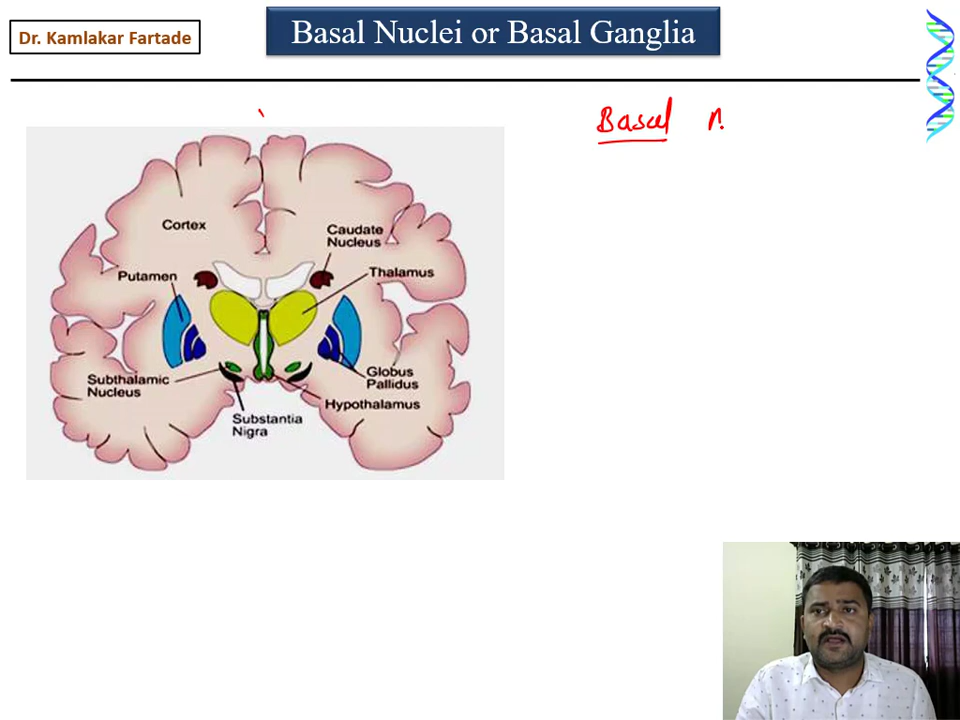 Dr. Kamlakar Fartade
Basal Nuclei or Basal Ganglia
Basal n
Cortex
Caudate
Nucleus
Putamen
Thalamus
Globus
Pallidus
Subthalamic
Nucleus
Hypothalamus
Substantia
Nigra